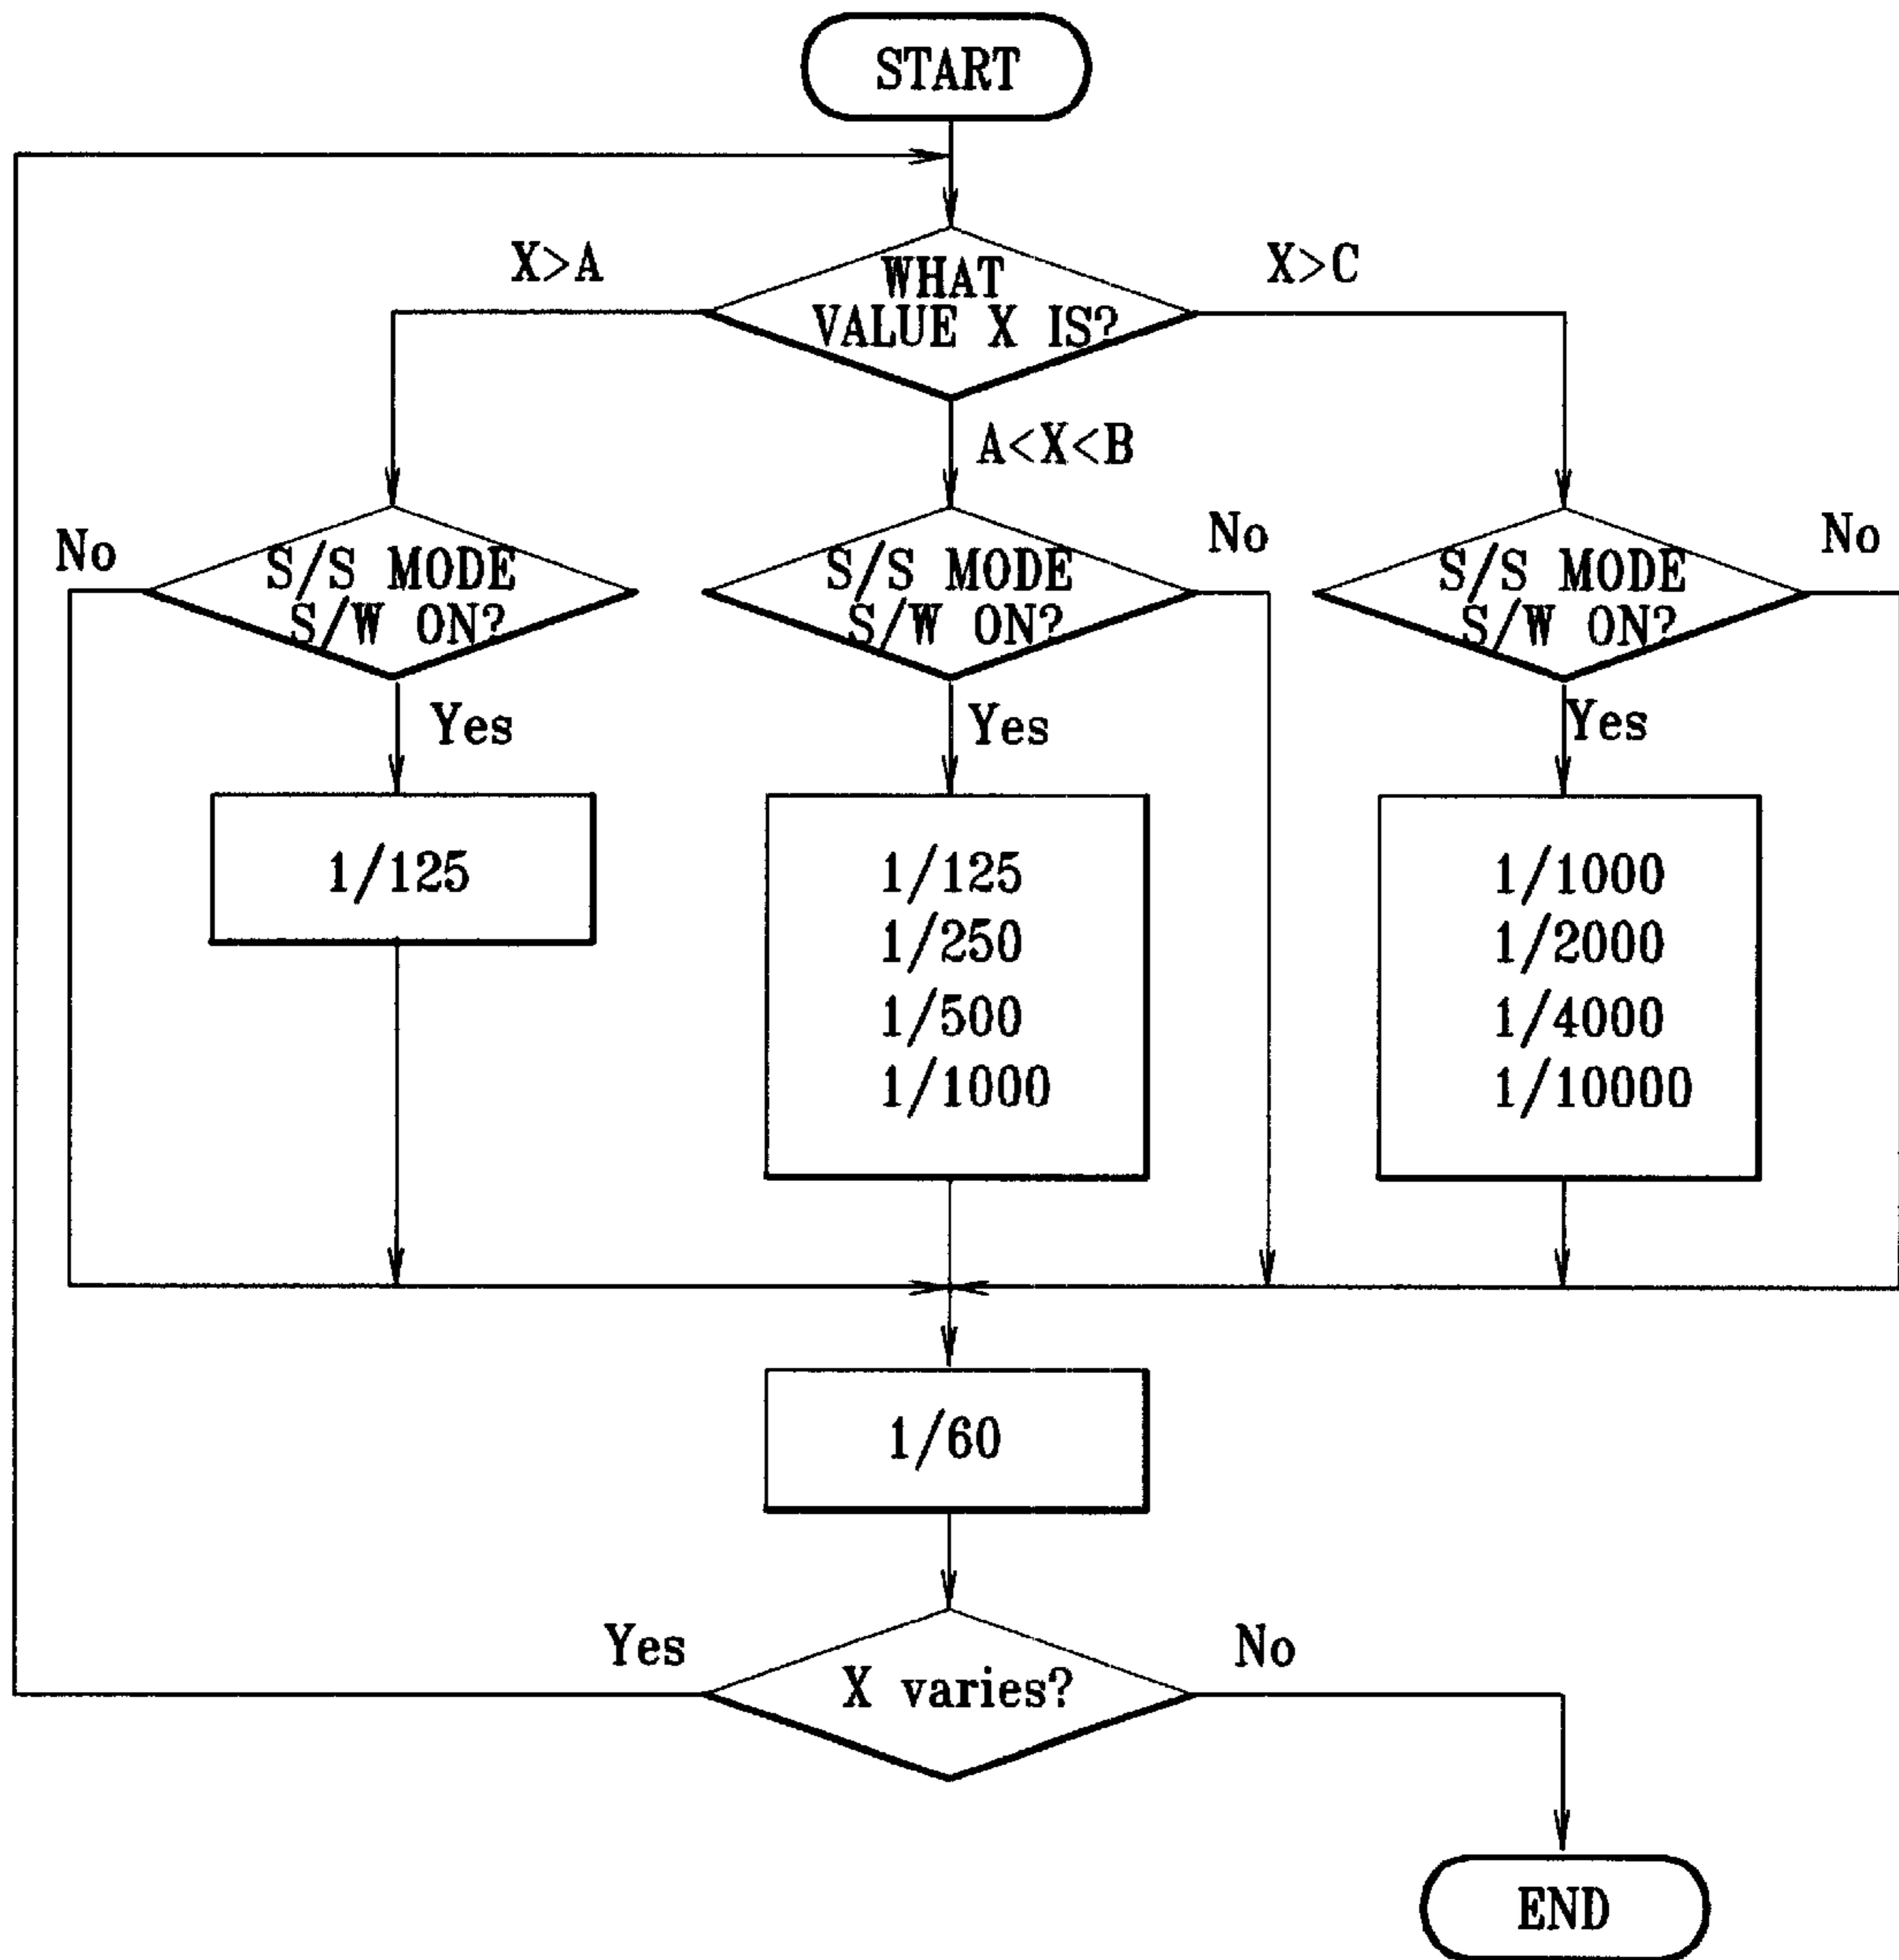 START
X>A
WHAT
VALUE X IS?
X>C
A<X<B
No
S/S MODE
S/W ON?
Yes
S/S MODE
S/W ON?
No
Yes
S/S MODE
S/W ON?
No
Yes
1/125
1/125
1/250
1/500
1/1000
1/1000
1/2000
1/4000
1/10000
1/60
Yes
X varies?
No
END